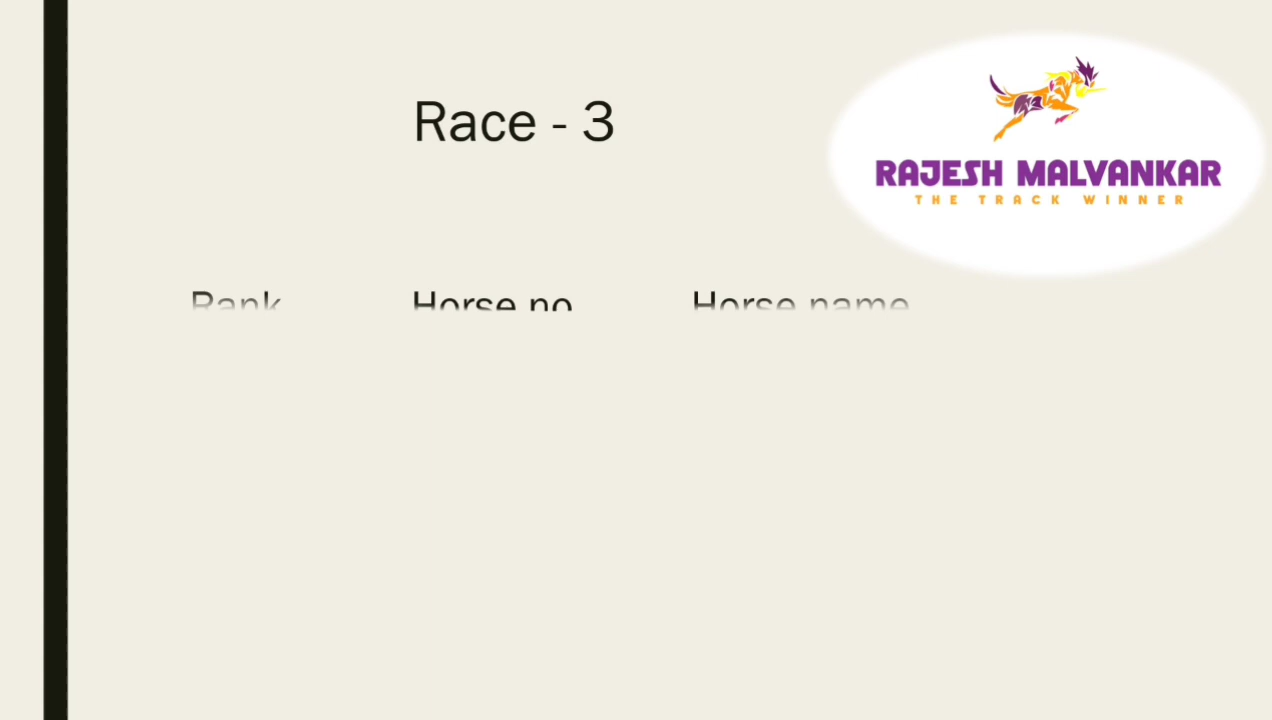 Race - 3
RAJESH MALVANKAR
THE TRACK WINNER
Rank Horse no Horse name